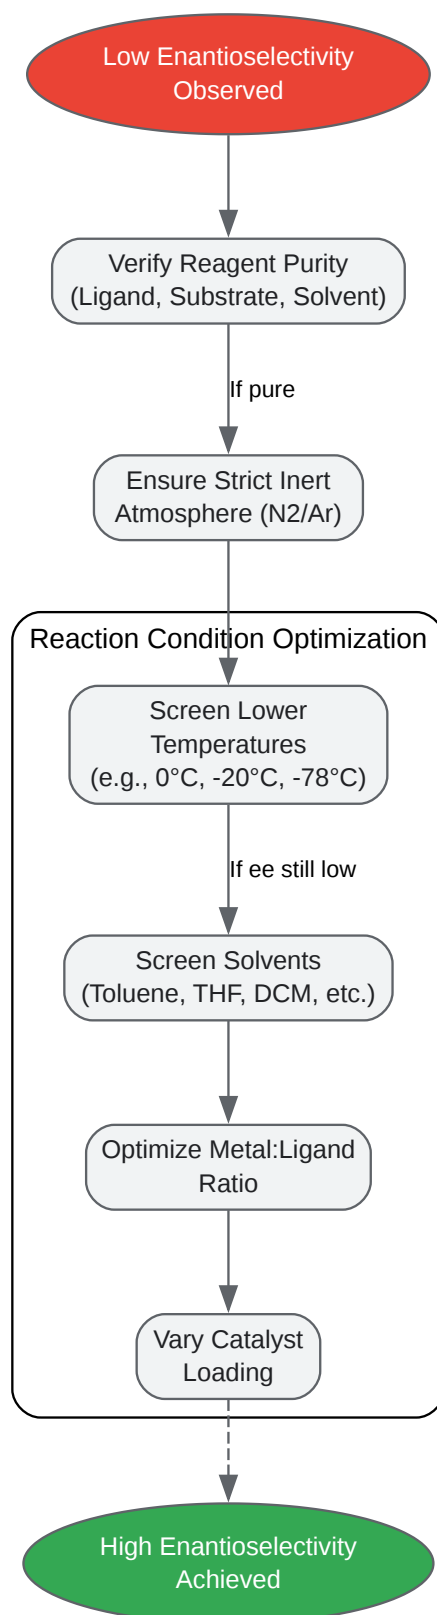 Low Enantioselectivity
Observed
Verify Reagent Purity
(Ligand, Substrate, Solvent)
If pure
Ensure Strict Inert
Atmosphere (N2/Ar)
Reaction Condition Optimization
Screen Lower
Temperatures
(e.g., 0°C, -20°C, -78°C)
If ee still low
Screen Solvents
(Toluene, THF, DCM, etc.)
Optimize Metal:Ligand
Ratio
Vary Catalyst
Loading
High Enantioselectivity
Achieved